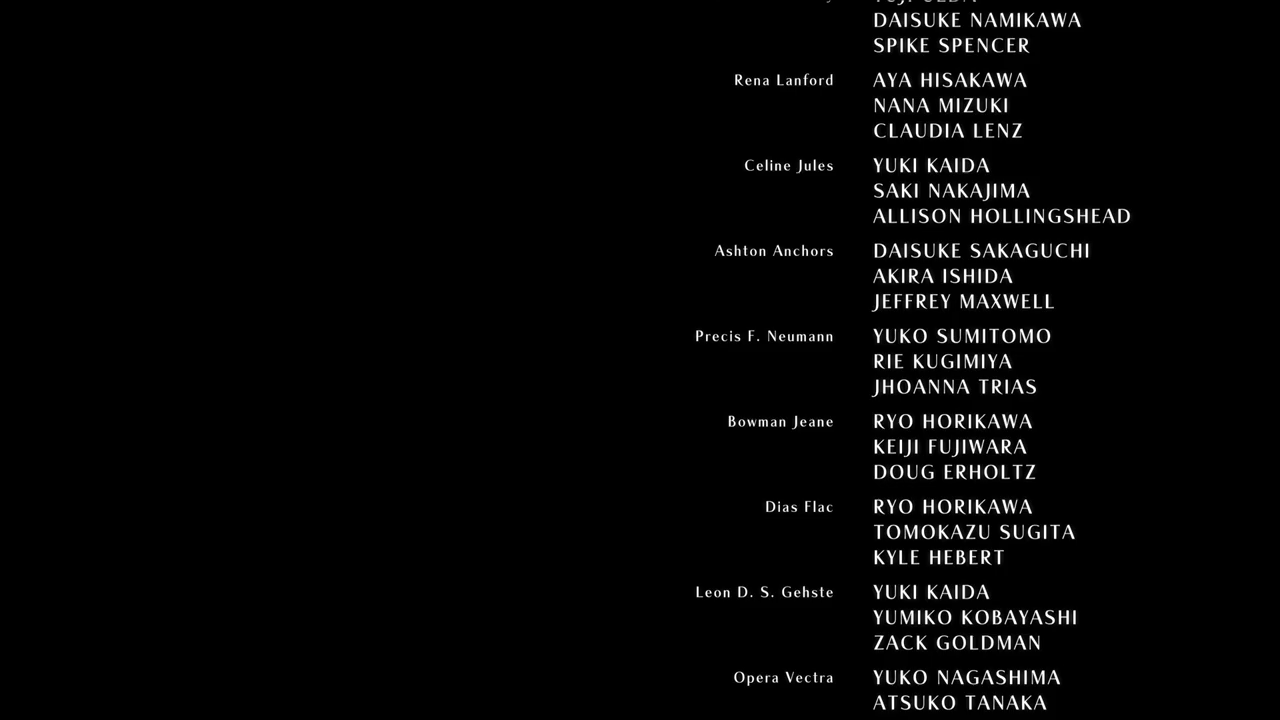 DAISUKE NAMIKAWA
SPIKE SPENCER
Rena Lanford AYA HISAKAWA
NANA MIZUKI
CLAUDIA LENZ
Celine Jules YUKI KAIDA
SAKI NAKAJIMA
ALLISON HOLLINGSHEAD
Ashton Anchors DAISUKE SAKAGUCHI
AKIRA ISHIDA
JEFFREY MAXWELL
Precis F. Neumann YUKO SUMITOMO
RIE KUGIMIYA
JHOANNA TRIAS
Bowman Jeane RYO HORIKAWA
KEIJI FUJIWARA
DOUG ERHOLTZ
Dias Flac RYO HORIKAWA
TOMOKAZU SUGITA
KYLE HEBERT
Leon D. S. Gehste YUKI KAIDA
YUMIKO KOBAYASHI
ZACK GOLDMAN
Opera Vectra YUKO NAGASHIMA
ATSUKO TANAKA